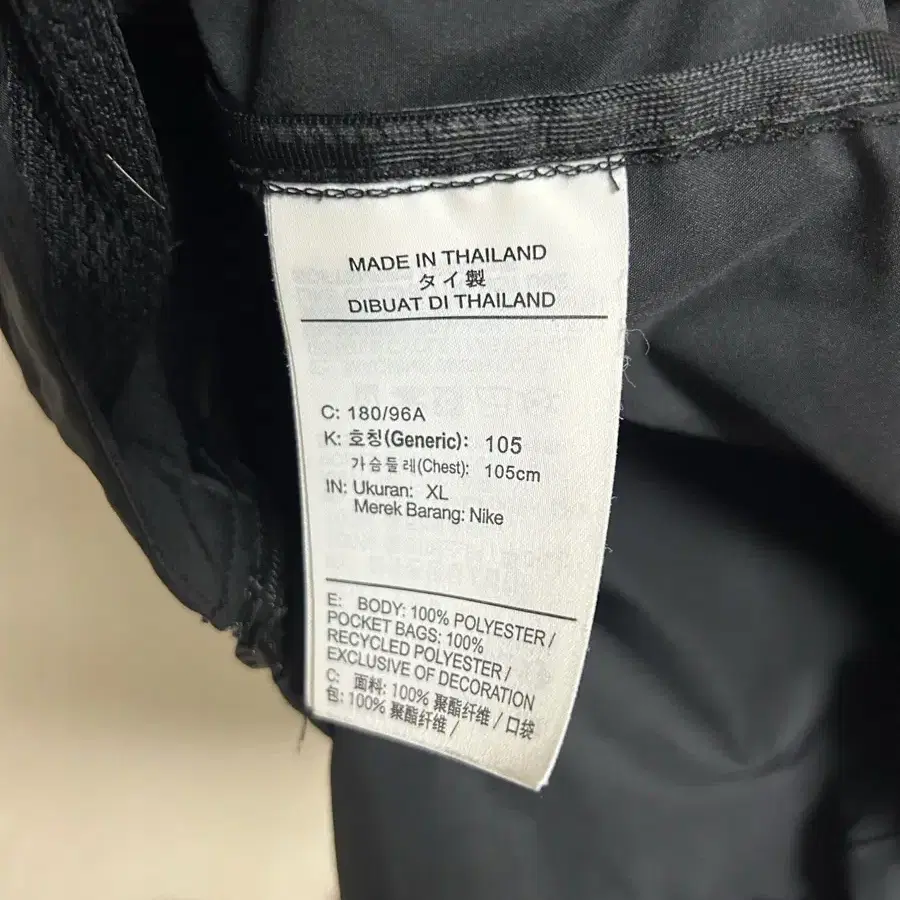 MADE IN THAILAND
タイ製
DIBUAT DI THAILAND
C: 180/96A
K: 호칭(Generic): 105
가슴둘레(Chest): 105cm
IN: Ukuran: XL
Merek Barang: Nike
E: BODY: 100% POLYESTER /
POCKET BAGS: 100%
RECYCLED POLYESTER /
EXCLUSIVE OF DECORATION
C: 面料: 100% 聚酯纤维 / 口袋
包: 100% 聚酯纤维 /